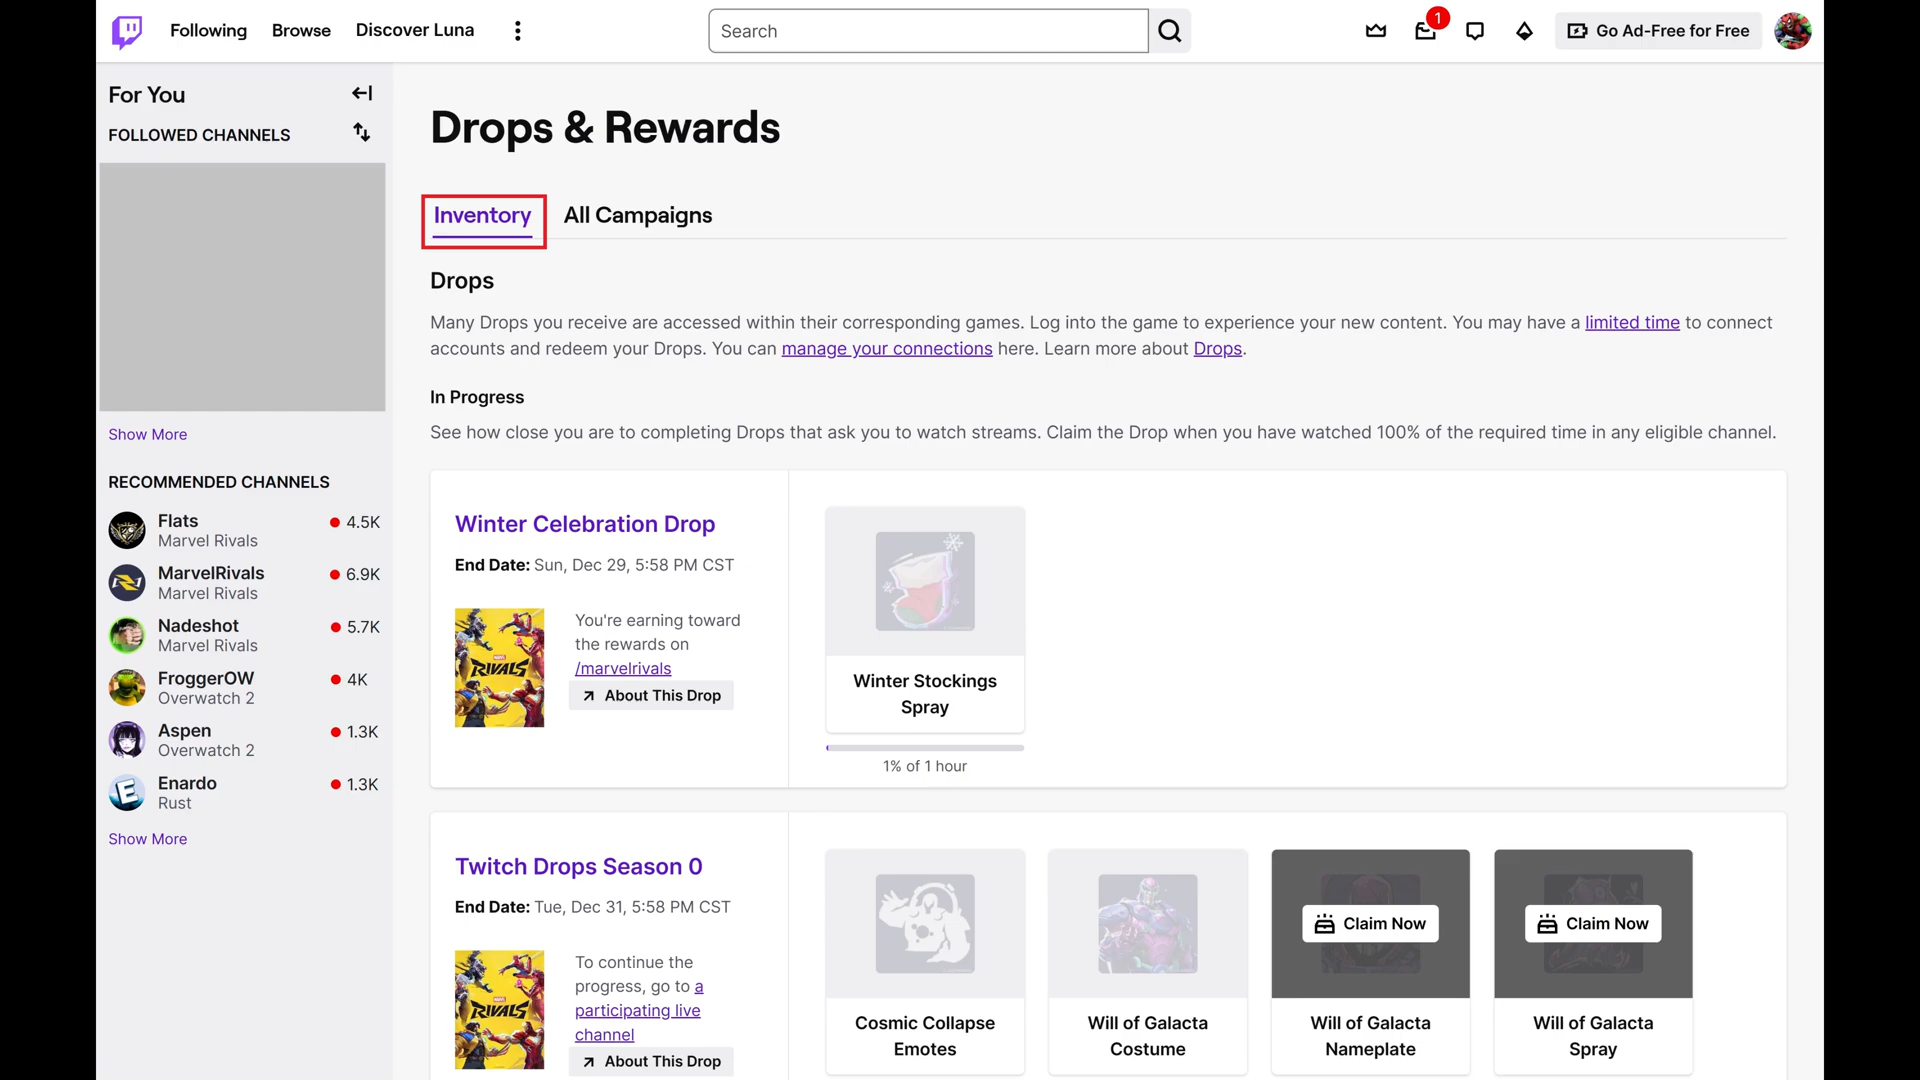 Following
Browse
Discover Luna
Search
1
Go Ad-Free for Free
For You
FOLLOWED CHANNELS
Show More
RECOMMENDED CHANNELS
Flats
4.5K
Marvel Rivals
MarvelRivals
6.9K
Marvel Rivals
Nadeshot
5.7K
Marvel Rivals
FroggerOW
4K
Overwatch 2
Aspen
1.3K
Overwatch 2
Enardo
1.3K
Rust
Show More
Drops & Rewards
Inventory
All Campaigns
Drops
Many Drops you receive are accessed within their corresponding games. Log into the game to experience your new content. You may have a limited time to connect
accounts and redeem your Drops. You can manage your connections here. Learn more about Drops.
In Progress
See how close you are to completing Drops that ask you to watch streams. Claim the Drop when you have watched 100% of the required time in any eligible channel.
Winter Celebration Drop
End Date: Sun, Dec 29, 5:58 PM CST
MARVEL
RIVALS
You're earning toward
the rewards on
/marvelrivals
About This Drop
Winter Stockings
Spray
1% of 1 hour
Twitch Drops Season 0
End Date: Tue, Dec 31, 5:58 PM CST
MARVEL
RIVALS
To continue the
progress, go to a
participating live
channel
About This Drop
Cosmic Collapse
Emotes
Will of Galacta
Costume
Claim Now
Will of Galacta
Nameplate
Claim Now
Will of Galacta
Spray